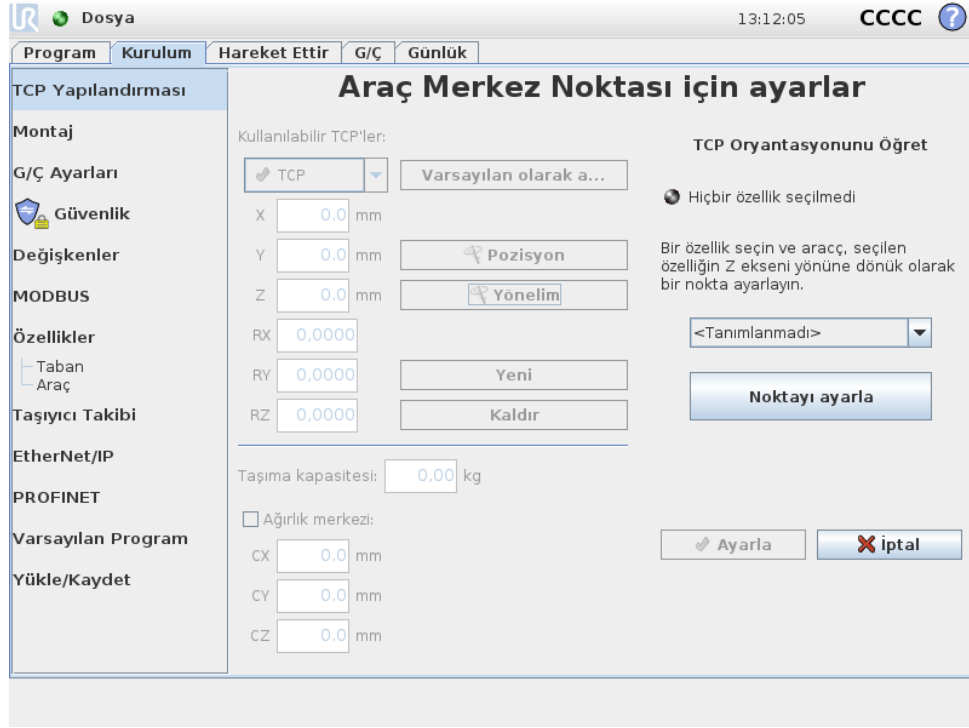 UR Dosya 13:12:05 CCCC ?
Program Kurulum Hareket Ettir G/Ç Günlük
TCP Yapılandırması
Montaj
G/Ç Ayarları
Güvenlik
Değişkenler
MODBUS
Özellikler
Taban
Araç
Taşıyıcı Takibi
EtherNet/IP
PROFINET
Varsayılan Program
Yükle/Kaydet
Araç Merkez Noktası için ayarlar
Kullanılabilir TCP'ler:
TCP Varsayılan olarak a...
X 0.0 mm
Y 0.0 mm Pozisyon
Z 0.0 mm Yönelim
RX 0,0000
RY 0,0000 Yeni
RZ 0,0000 Kaldır
Taşıma kapasitesi: 0,00 kg
Ağırlık merkezi:
CX 0.0 mm
CY 0.0 mm
CZ 0.0 mm
TCP Oryantasyonunu Öğret
Hiçbir özellik seçilmedi
Bir özellik seçin ve aracç, seçilen
özelliğin Z ekseni yönüne dönük olarak
bir nokta ayarlayın.
<Tanımlanmadı>
Noktayı ayarla
Ayarla İptal